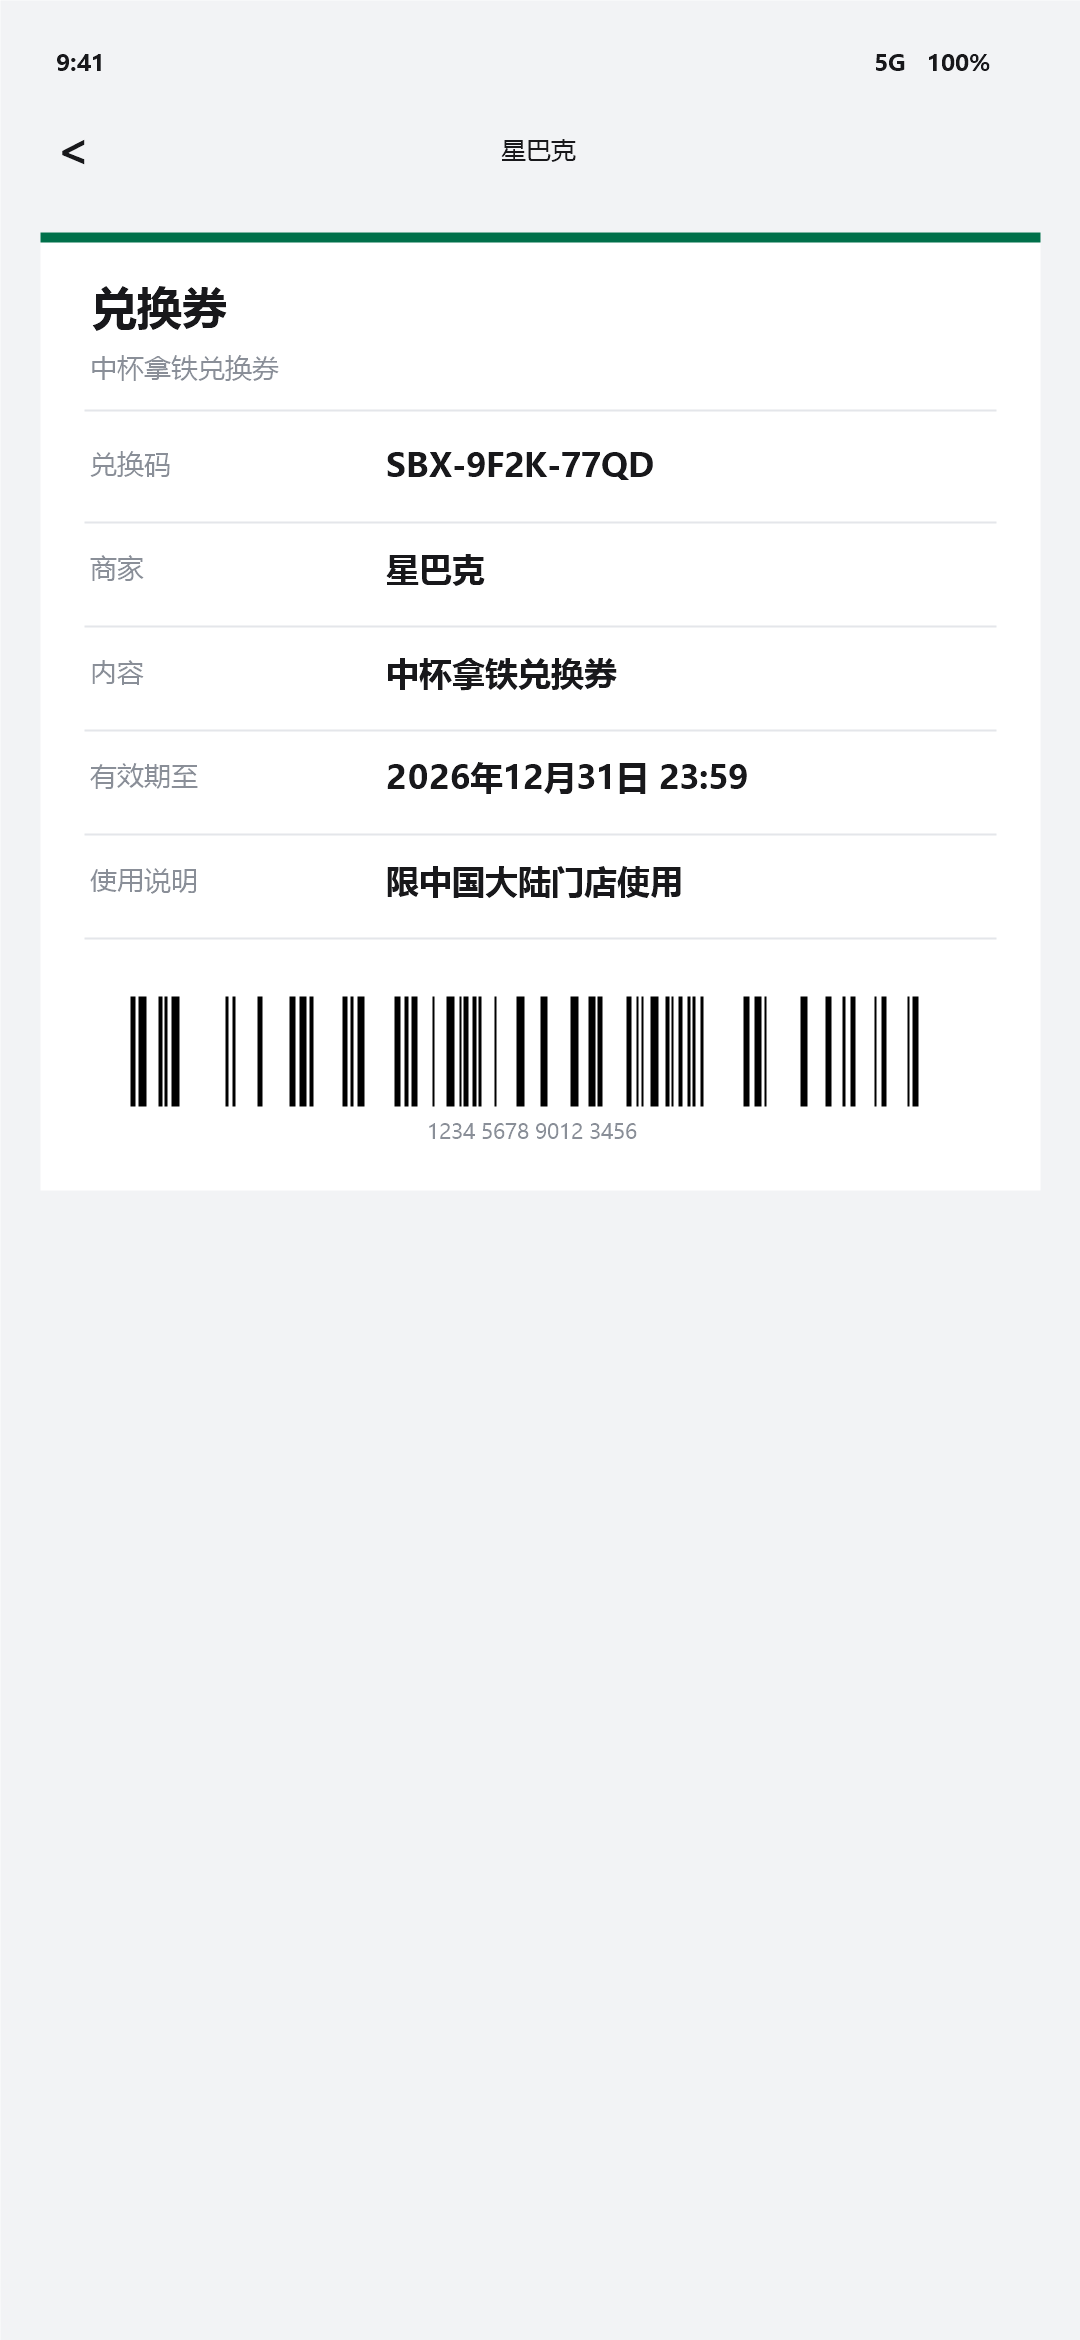 9:41 5G 100%
< 星巴克
兑换券
中杯拿铁兑换券
兑换码 SBX-9F2K-77QD
商家 星巴克
内容 中杯拿铁兑换券
有效期至 2026年12月31日 23:59
使用说明 限中国大陆门店使用
1234 5678 9012 3456